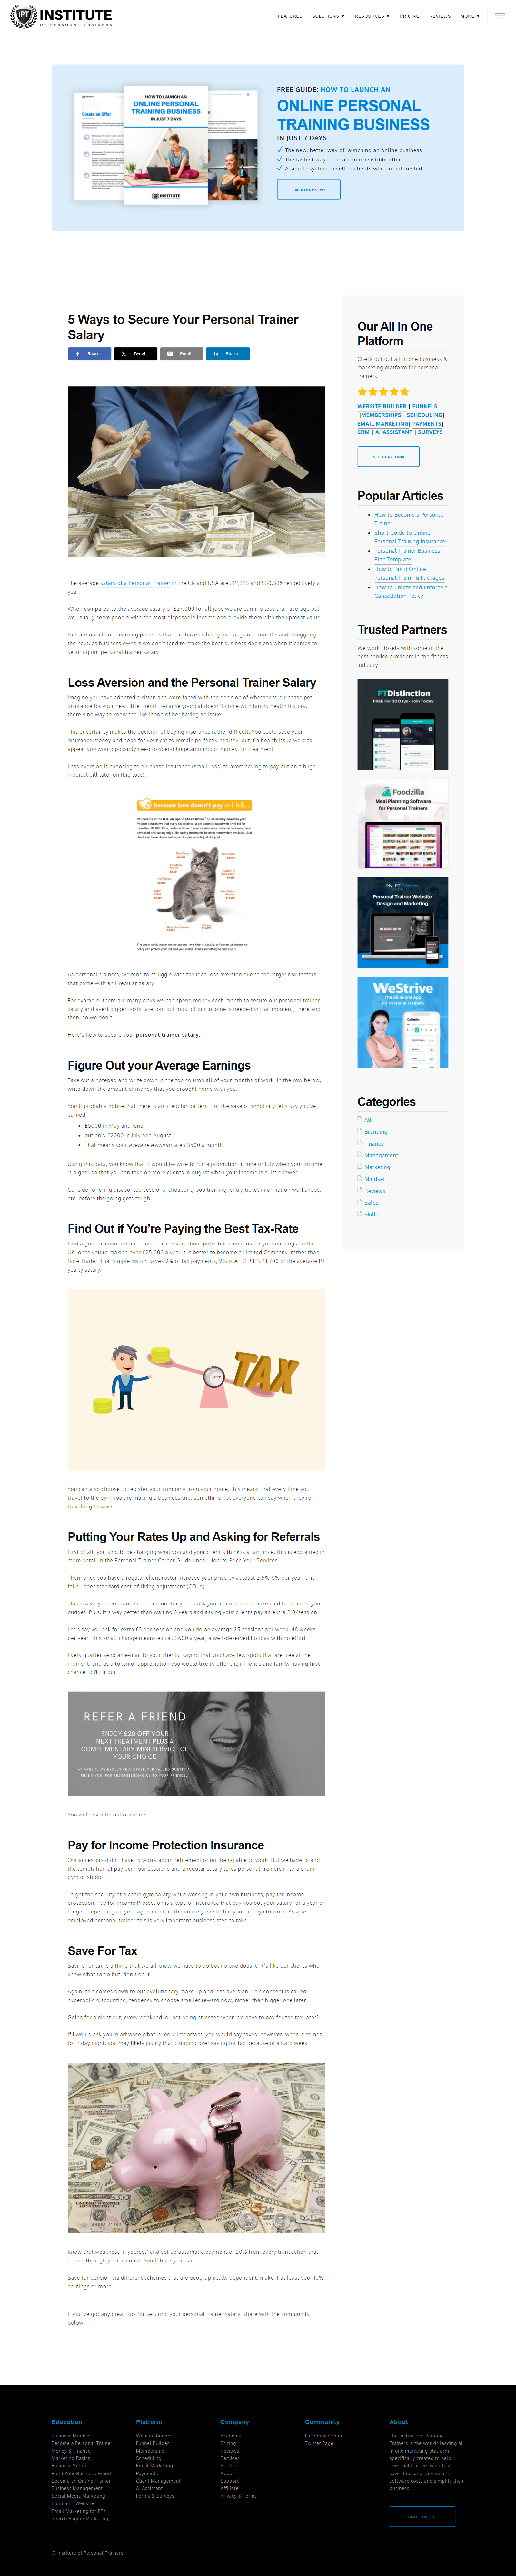 IPT INSTITUTE
OF PERSONAL TRAINERS
FEATURES SOLUTIONS ▼ RESOURCES ▼ PRICING REVIEWS MORE ▼
FREE GUIDE: HOW TO LAUNCH AN
ONLINE PERSONAL
TRAINING BUSINESS
IN JUST 7 DAYS
The new, better way of launching an online business
The fastest way to create in irresistible offer
A simple system to sell to clients who are interested
I'M INTERESTED
Create an Offer
HOW TO LAUNCH AN
ONLINE PERSONAL
TRAINING BUSINESS
IN JUST 7 DAYS
INSTITUTE
5 Ways to Secure Your Personal Trainer
Salary
Share Tweet Email Share
The average salary of a Personal Trainer in the UK and USA are £19,323 and $38,385 respectively a
year,
When compared to the average salary of £27,000 for all jobs we are earning less than average but
we usually serve people with the most disposable income and provide them with the upmost value.
Despite our chaotic earning patterns that can have us living like kings one months and struggling
the next, as business owners we don't tend to make the best business decisions when it comes to
securing our personal trainer salary.
Loss Aversion and the Personal Trainer Salary
Imagine you have adopted a kitten and were faced with the decision of whether to purchase pet
insurance for your new little friend. Because your cat doesn't come with family health history,
there's no way to know the likelihood of her having an issue.
This uncertainty makes the decision of buying insurance rather difficult: You could save your
insurance money and hope for your cat to remain perfectly healthy, but if a health issue were to
appear you would possibly need to spend huge amounts of money for treatment.
Loss aversion is choosing to purchase insurance (small loss) to avert having to pay out on a huge
medical bill later on (big loss).
because love doesn't pay vet bills.
As personal trainers, we tend to struggle with the idea loss aversion due to the larger risk factors
that come with an irregular salary.
For example, there are many ways we can spend money each month to secure our personal trainer
salary and avert bigger costs later on, but most of our income is needed in that moment, there and
then, so we don't.
Here's how to secure your personal trainer salary.
Figure Out your Average Earnings
Take out a notepad and write down in the top column all of your months of work. In the row below,
write down the amount of money that you brought home with you.
You'll probably notice that there is an irregular pattern. For the sake of simplicity let's say you've
earned
£5000 in May and June
but only £2000 in July and August
That means your average earnings are £3500 a month.
Using this data, you know that it would be wise to run a promotion in June or July when your income
is higher so that your pay does not claim inches in August when your income is a little lower.
Consider offering discounted sessions, cheaper group training, entry-ticket information workshops,
etc. before the going gets tough.
Find Out if You're Paying the Best Tax-Rate
Find a good accountant and have a discussion about potential scenarios for your earnings. In the
UK, once you're making over £25,000 a year it is better to become a Limited Company, rather than
Sole Trader. That simple switch saves 9% of tax payments, 9% is A LOT! It's £1,700 of the average PT
yearly salary.
TAX
You can also choose to register your company from your home, this means that every time you
travel to the gym you are making a business trip, something not everyone can say when they're
travelling to work.
Putting Your Rates Up and Asking for Referrals
First of all, you should be charging what you and your client's think is a fair price, this is explained in
more detail in the Personal Trainer Career Guide under How to Price Your Services.
Then, once you have a regular client roster increase your price by at least 2.5%-5% per year, this
falls under standard cost-of-living adjustment (COLA).
This is a very smooth and small amount for you to ask your clients and it makes a difference to your
budget. Plus, it's way better than waiting 3 years and asking your clients pay an extra £10/session!
Let's say you ask for extra £3 per session and you do on average 25 sessions per week, 48 weeks
per year. This small change means extra £3600 a year, a well-deserved holiday with no effort.
Every quarter send an e-mail to your clients, saying that you have few spots that are free at the
moment, and as a token of appreciation you would like to offer their friends and family having first
chance to fill it out.
REFER A FRIEND
ENJOY £20 OFF YOUR
NEXT TREATMENT PLUS A
COMPLIMENTARY MINI SERVICE OF
YOUR CHOICE
You will never be out of clients.
Pay for Income Protection Insurance
Our ancestors didn't have to worry about retirement or not being able to work. But we have to and
the temptation of pay per hour sessions and a regular salary lures personal trainers in to a chain
gym or studio.
To get the security of a chain gym salary while working in your own business, pay for income
protection. Pay for Income Protection is a type of insurance that pay you out your salary for a year or
longer, depending on your agreement, in the unlikely event that you can't go to work. As a self-
employed personal trainer this is very important business step to take.
Save For Tax
Saving for tax is a thing that we all know we have to do but no one does it, it's like our clients who
know what to do but, don't do it.
Again, this comes down to our evolutionary make up and loss aversion. This concept is called
hyperbolic discounting, tendency to choose smaller reward now, rather than bigger one later.
Going for a night out; every weekend, or not being stressed when we have to pay for the tax later?
If I would ask you in advance what is more important, you would say taxes, however, when it comes
to Friday night; you may likely justify that clubbing over saving for tax because of a hard week.
Know that weakness in yourself and set up automatic payment of 20% from every transaction that
comes through your account. You'll barely miss it.
Save for pension via different schemes that are geographically dependent, make it at least your 10%
earnings or more.
If you've got any great tips for securing your personal trainer salary, share with the community
below.
Our All In One
Platform
Check out out all in one business &
marketing platform for personal
trainers!
WEBSITE BUILDER | FUNNELS
|MEMBERSHIPS | SCHEDULING|
EMAIL MARKETING| PAYMENTS|
CRM | AI ASSISTANT | SURVEYS
SEE PLATFORM
Popular Articles
How to Become a Personal
Trainer
Short Guide to Online
Personal Training Insurance
Personal Trainer Business
Plan Template
How to Build Online
Personal Training Packages
How to Create and Enforce a
Cancellation Policy
Trusted Partners
We work closely with some of the
best service providers in the fitness
industry.
PTDistinction
FREE For 30 Days - Join Today!
Foodzilla
Meal Planning Software
for Personal Trainers
My PT Website
Personal Trainer Website
Design and Marketing
WeStrive
The All-in-one App
for Personal Trainers
Categories
All
Branding
Finance
Management
Marketing
Mindset
Reviews
Sales
Skills
Education
Business Mindset
Become a Personal Trainer
Money & Finance
Marketing Basics
Business Setup
Build Your Business Brand
Become an Online Trainer
Business Management
Social Media Marketing
Build a PT Website
Email Marketing for PTs
Search Engine Marketing
Platform
Website Builder
Funnel Builder
Membership
Scheduling
Email Marketing
Payments
Client Management
AI Assistant
Forms & Surveys
Company
Academy
Pricing
Reviews
Services
Articles
About
Support
Affiliate
Privacy & Terms
Community
Facebook Group
Twitter Page
About
The Institute of Personal
Trainers is the worlds leading all
in one marketing platform
specifically created to help
personal trainers work less,
save thousands per year in
software costs and simplify their
business.
START FOR FREE
© Institute of Personal Trainers